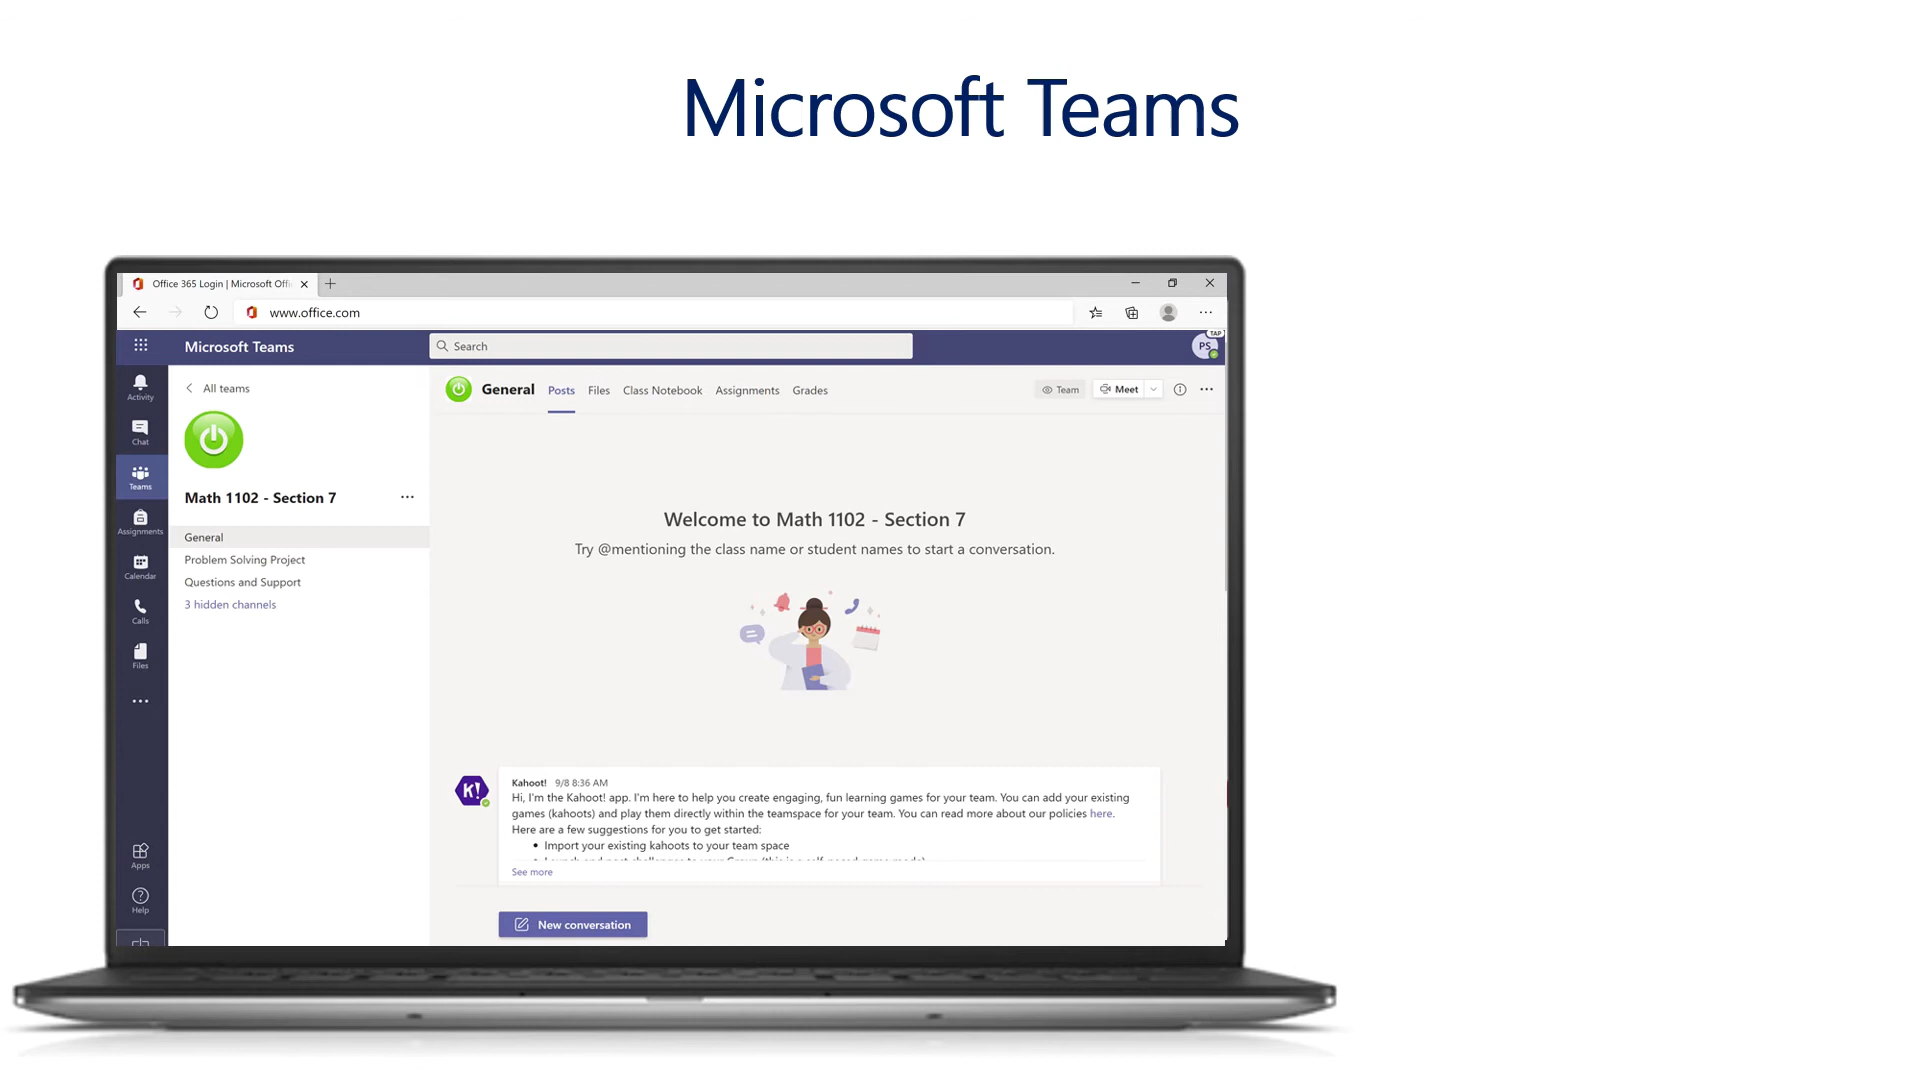 Microsoft Teams
Office 365 Login | Microsoft Offi
www.office.com
Microsoft Teams
Search
TAP
PS
Activity
Chat
Teams
Assignments
Calendar
Calls
Files
Apps
Help
All teams
Math 1102 - Section 7
General
Problem Solving Project
Questions and Support
3 hidden channels
General Posts Files Class Notebook Assignments Grades
Team Meet
Welcome to Math 1102 - Section 7
Try @mentioning the class name or student names to start a conversation.
K!
Kahoot! 9/8 8:36 AM
Hi, I'm the Kahoot! app. I'm here to help you create engaging, fun learning games for your team. You can add your existing
games (kahoots) and play them directly within the teamspace for your team. You can read more about our policies here.
Here are a few suggestions for you to get started:
• Import your existing kahoots to your team space
See more
New conversation